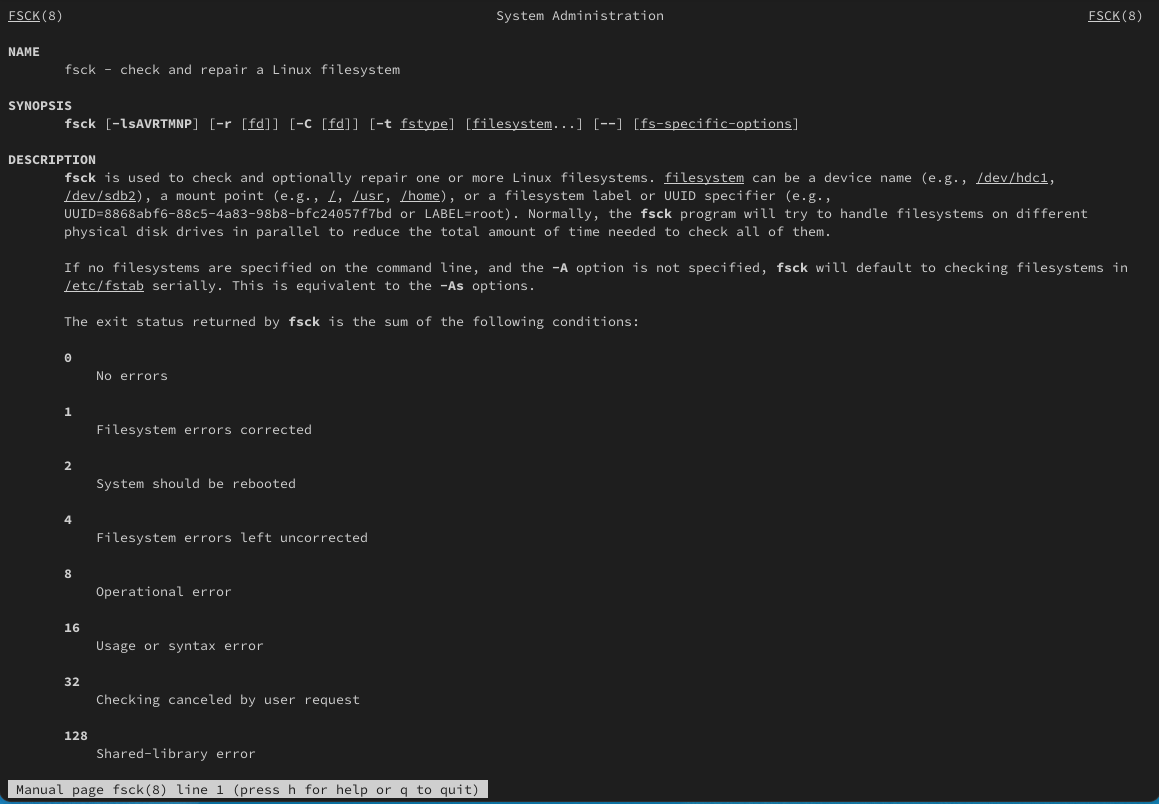 FSCK(8) System Administration FSCK(8)
NAME
fsck - check and repair a Linux filesystem
SYNOPSIS
fsck [-lsAVRTMNP] [-r [fd]] [-C [fd]] [-t fstype] [filesystem...] [--] [fs-specific-options]
DESCRIPTION
fsck is used to check and optionally repair one or more Linux filesystems. filesystem can be a device name (e.g., /dev/hdc1,
/dev/sdb2), a mount point (e.g., /, /usr, /home), or a filesystem label or UUID specifier (e.g.,
UUID=8868abf6-88c5-4a83-98b8-bfc24057f7bd or LABEL=root). Normally, the fsck program will try to handle filesystems on different
physical disk drives in parallel to reduce the total amount of time needed to check all of them.
If no filesystems are specified on the command line, and the -A option is not specified, fsck will default to checking filesystems in
/etc/fstab serially. This is equivalent to the -As options.
The exit status returned by fsck is the sum of the following conditions:
0
No errors
1
Filesystem errors corrected
2
System should be rebooted
4
Filesystem errors left uncorrected
8
Operational error
16
Usage or syntax error
32
Checking canceled by user request
128
Shared-library error
Manual page fsck(8) line 1 (press h for help or q to quit)